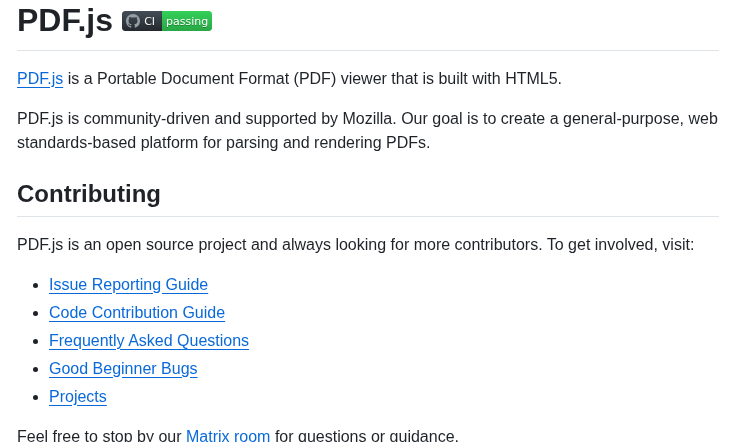 PDF.js CI passing
PDF.js is a Portable Document Format (PDF) viewer that is built with HTML5.
PDF.js is community-driven and supported by Mozilla. Our goal is to create a general-purpose, web
standards-based platform for parsing and rendering PDFs.
Contributing
PDF.js is an open source project and always looking for more contributors. To get involved, visit:
Issue Reporting Guide
Code Contribution Guide
Frequently Asked Questions
Good Beginner Bugs
Projects
Feel free to stop by our Matrix room for questions or guidance.